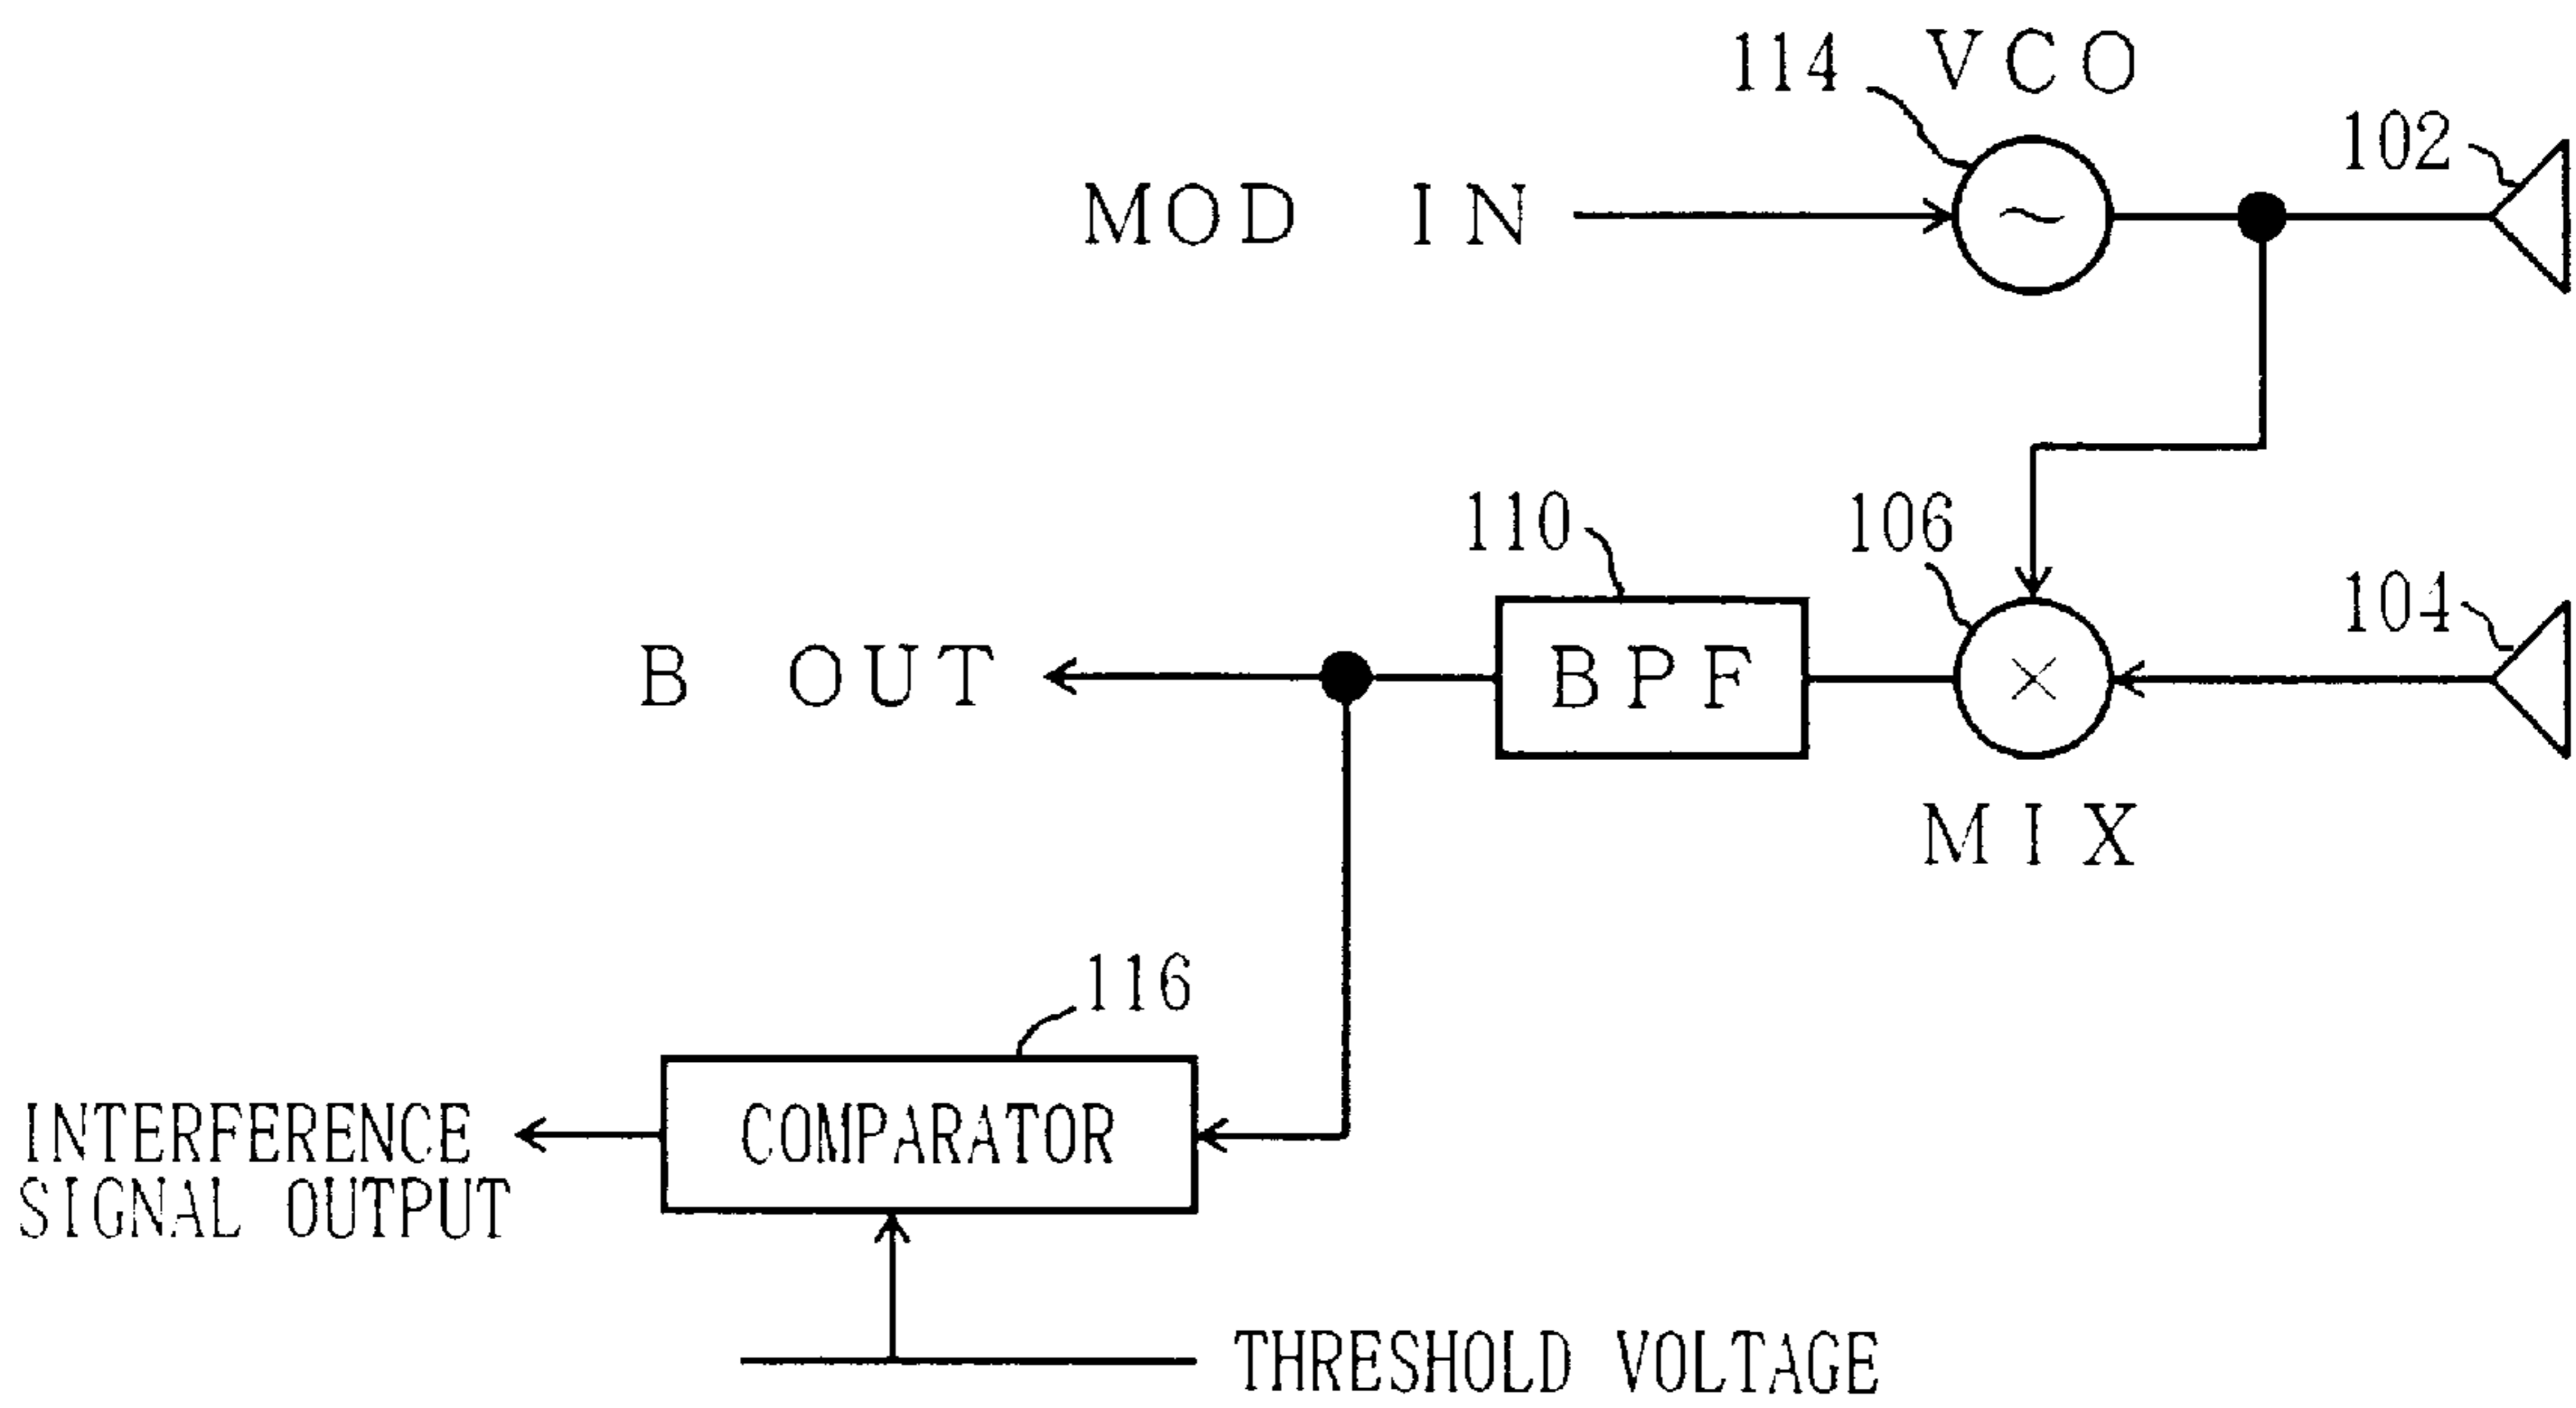 114 VCO
102
MOD IN
110
106
104
B OUT
BPF
MIX
116
COMPARATOR
INTERFERENCE
SIGNAL OUTPUT
THRESHOLD VOLTAGE